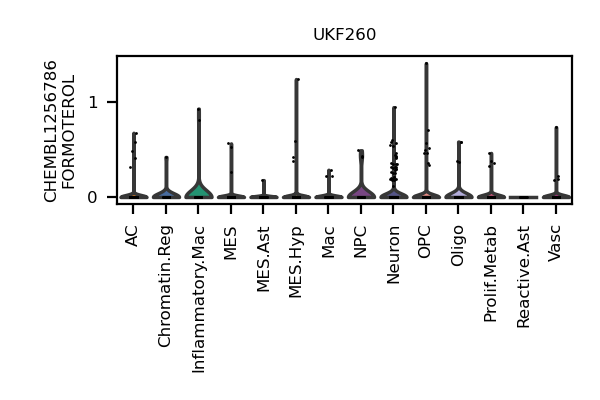 UKF260
CHEMBL1256786
FORMOTEROL
1
0
AC
Chromatin.Reg
Inflammatory.Mac
MES
MES.Ast
MES.Hyp
Mac
NPC
Neuron
OPC
Oligo
Prolif.Metab
Reactive.Ast
Vasc